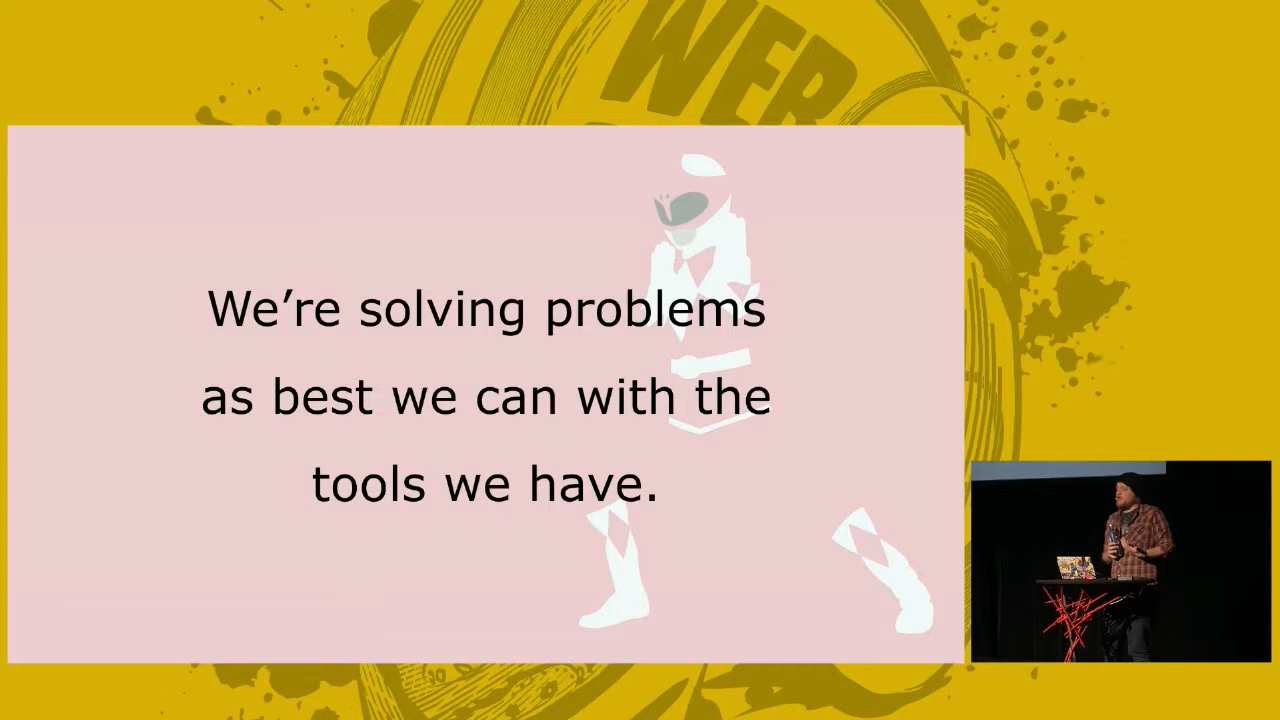 WEB
We’re solving problems
as best we can with the
tools we have.